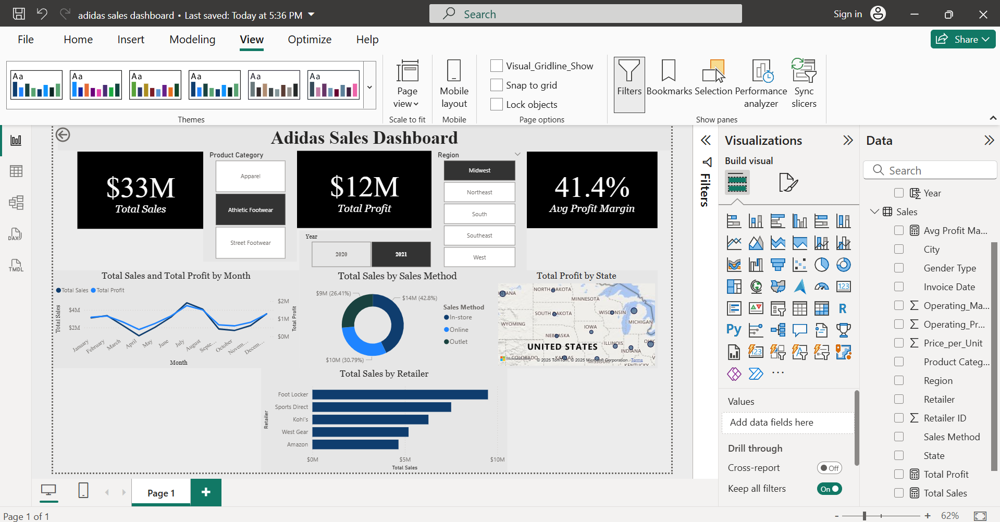 adidas sales dashboard • Last saved: Today at 5:36 PM
Search
Sign in
File
Home
Insert
Modeling
View
Optimize
Help
Share
Aa
Aa
Aa
Aa
Aa
Aa
Themes
Page
view
Scale to fit
Mobile
layout
Mobile
Visual_Gridline_Show
Snap to grid
Lock objects
Page options
Filters
Bookmarks
Selection
Performance
analyzer
Sync
slicers
Show panes
DAX
TMDL
Adidas Sales Dashboard
$33M
Total Sales
Product Category
Apparel
Athletic Footwear
Street Footwear
$12M
Total Profit
Year
2020
2021
Region
Midwest
Northeast
South
Southeast
West
41.4%
Avg Profit Margin
Total Sales and Total Profit by Month
Total Sales
Total Profit
Total Sales
$4M
$2M
$2M
$1M
$0M
Total Profit
January
February
March
April
May
June
July
August
Septe...
October
Novem...
Decem...
Month
Total Sales by Sales Method
$9M (26.41%)
$14M (42.8%)
$10M (30.79%)
Sales Method
In-store
Online
Outlet
Total Profit by State
NORTH DAKOTA
MINNESOTA
SOUTH DAKOTA
WISCONSIN
WYOMING
MICHIGAN
IOWA
NEBRASKA
UNITED STATES
ILLINOIS
INDIANA
COLORADO
KANSAS
© 2025 TomTom, © 2025 Microsoft Corporation Terms
KENTUCKY
Total Sales by Retailer
Retailer
Foot Locker
Sports Direct
Kohl's
West Gear
Amazon
$0M
$5M
$10M
Total Sales
Filters
Visualizations
Build visual
123
R
Py
123
...
Values
Add data fields here
Drill through
Cross-report
Off
Keep all filters
On
Data
Search
Year
Sales
Avg Profit Ma...
City
Gender Type
Invoice Date
Operating_Ma...
Operating_Pr...
Price_per_Unit
Product Categ...
Region
Retailer
Retailer ID
Sales Method
State
Total Profit
Total Sales
Page 1
+
Page 1 of 1
-
+
62%